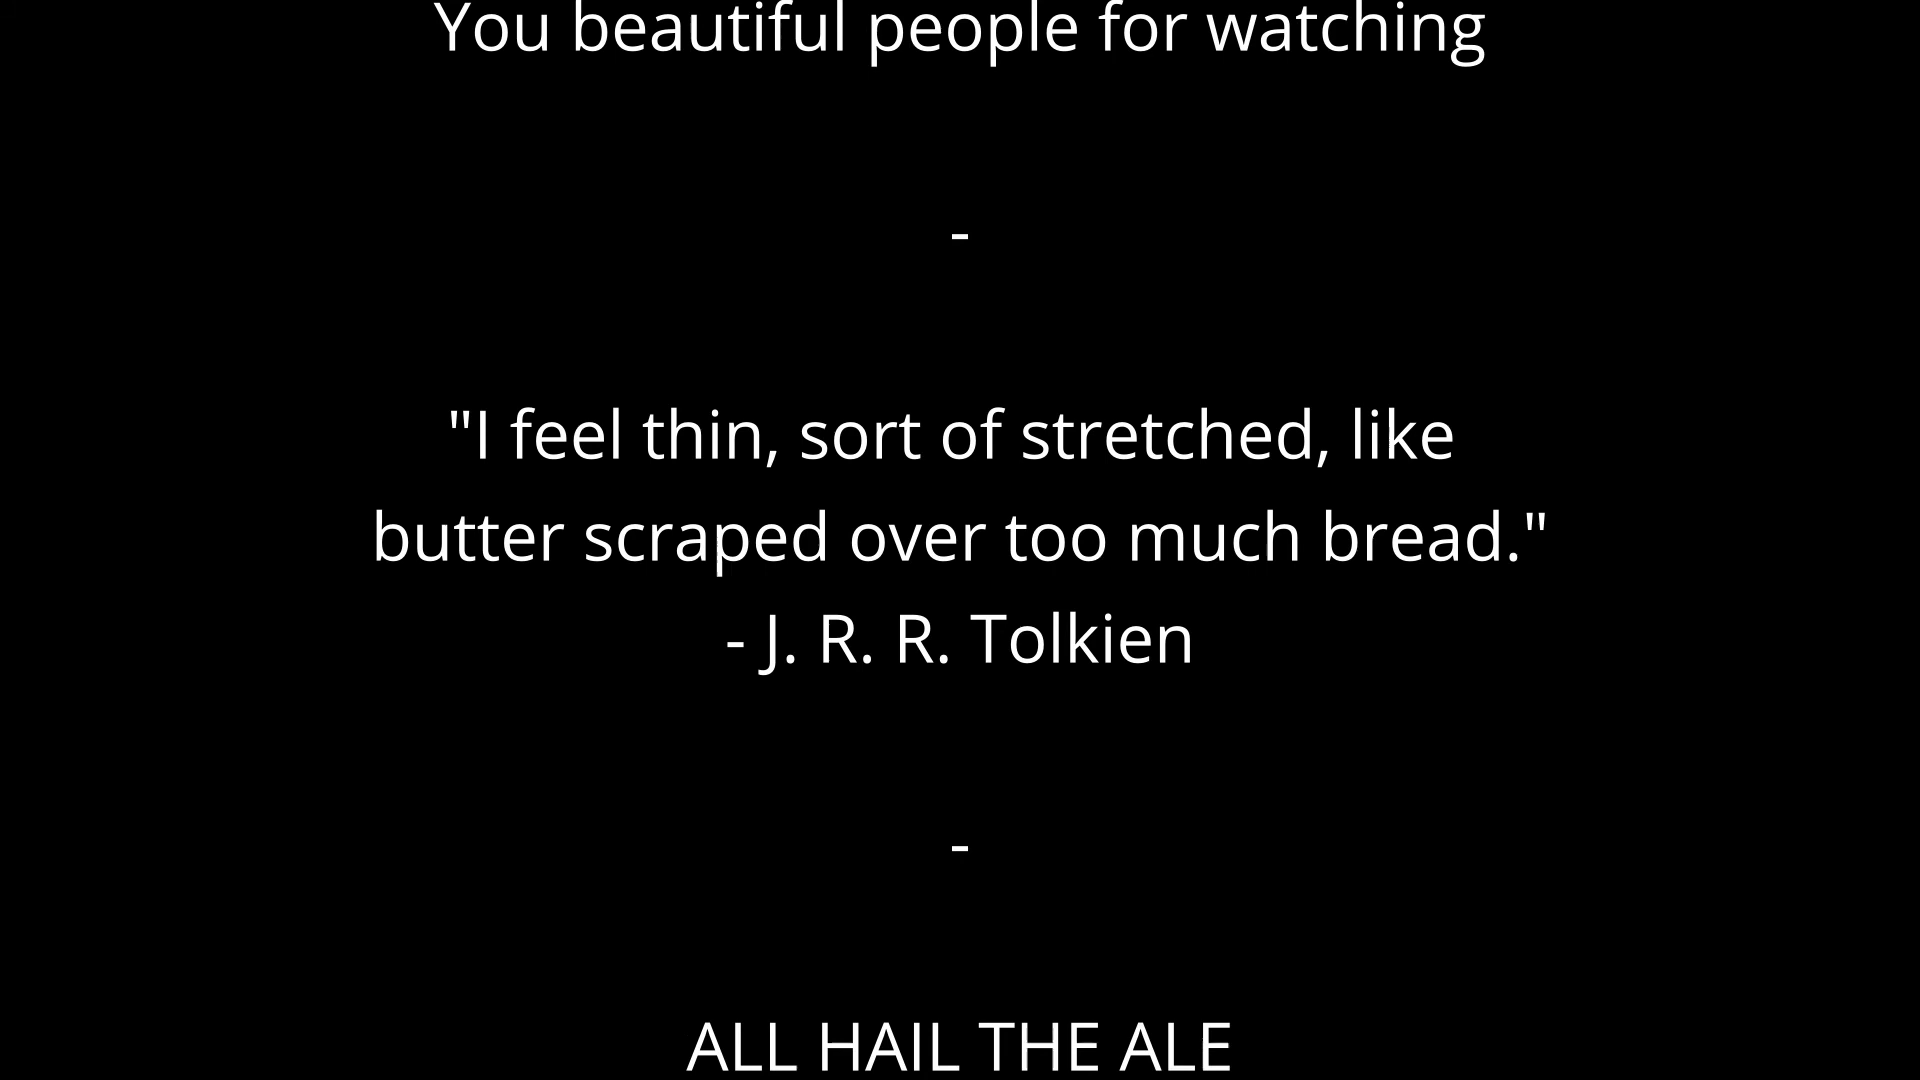 You beautiful people for watching
-
"I feel thin, sort of stretched, like
butter scraped over too much bread."
- J. R. R. Tolkien
-
ALL HAIL THE ALE